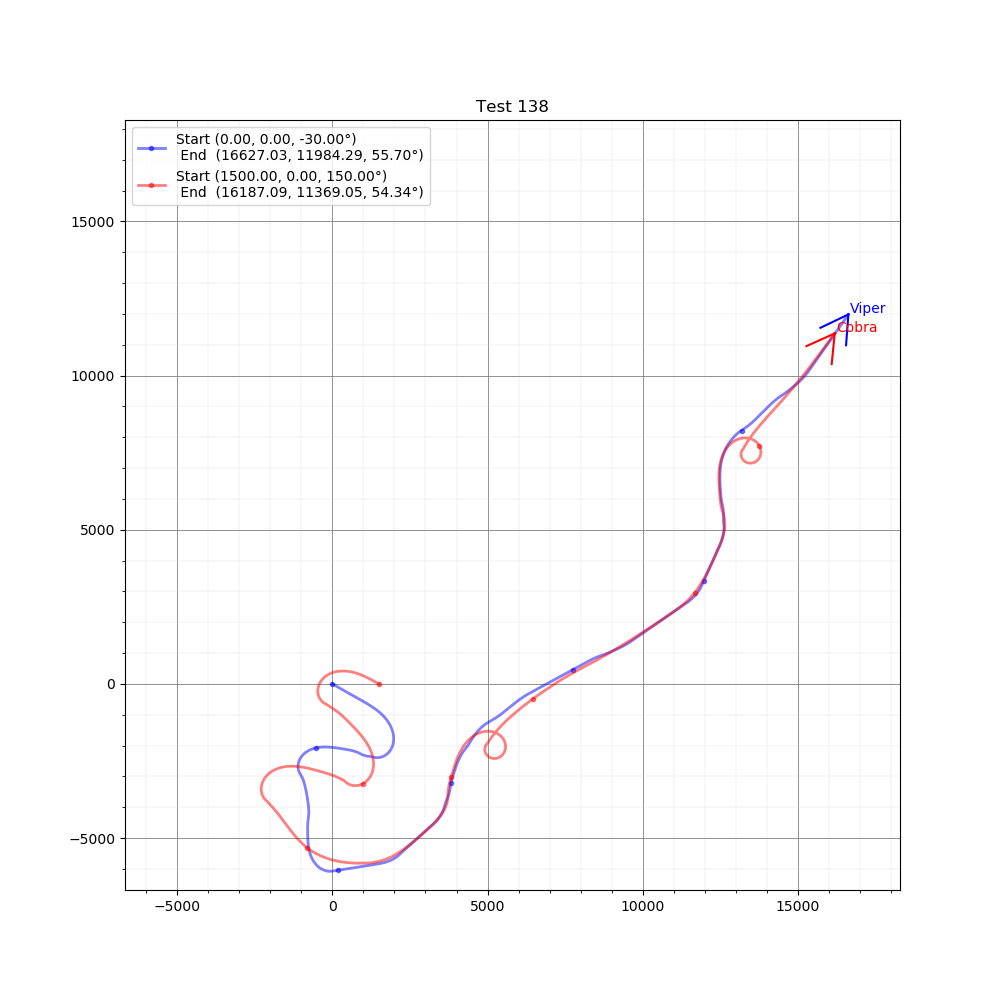 Test 138
Start (0.00, 0.00, -30.00°)
End (16627.03, 11984.29, 55.70°)
Start (1500.00, 0.00, 150.00°)
End (16187.09, 11369.05, 54.34°)
15000
Viper
Cobra
10000
5000
0
−5000
−5000 0 5000 10000 15000